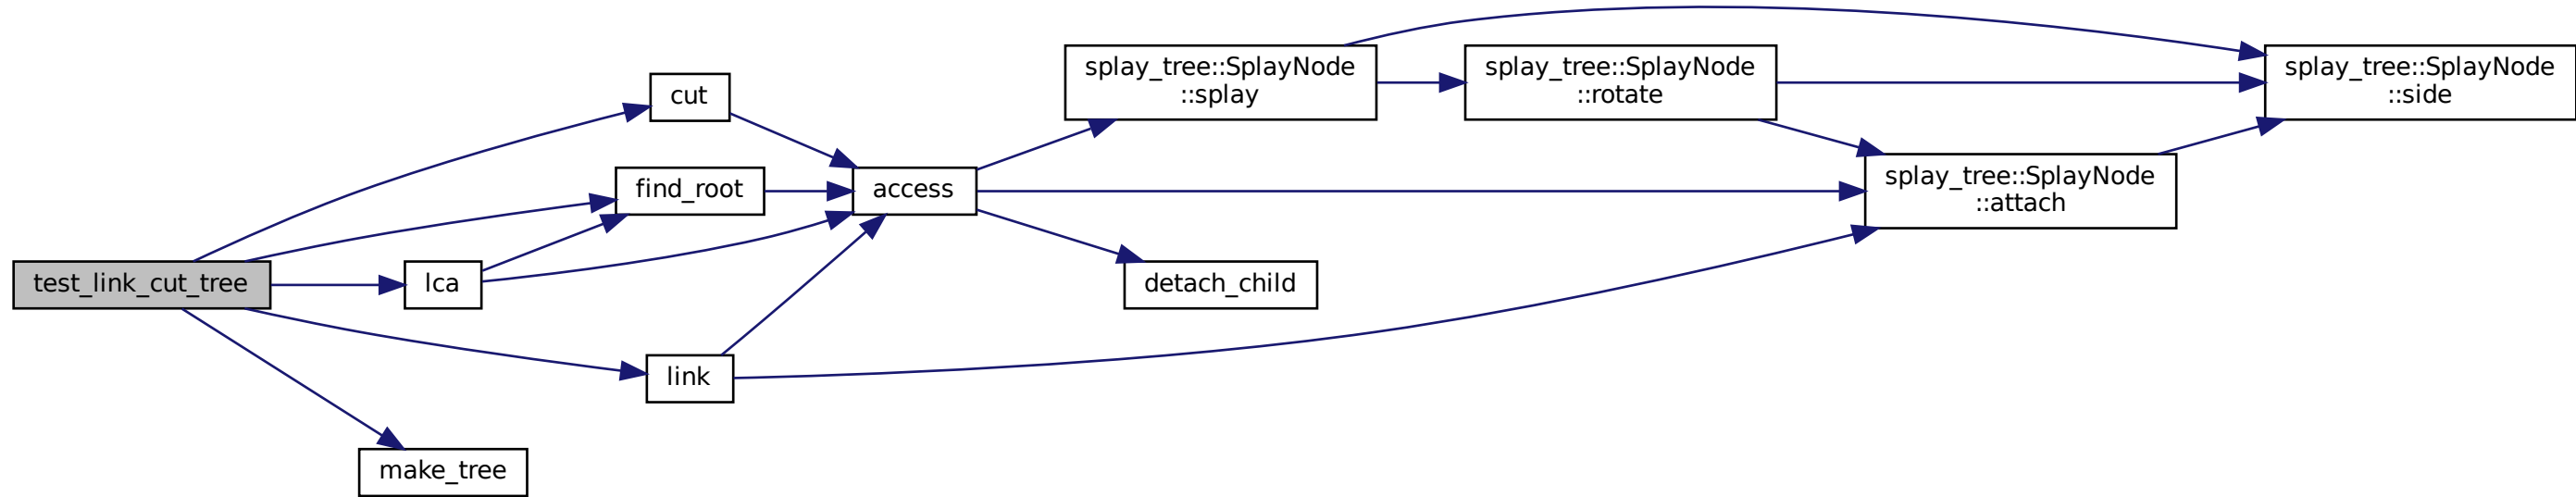 test_link_cut_tree
cut
find_root
lca
link
make_tree
access
detach_child
splay_tree::SplayNode
::splay
splay_tree::SplayNode
::rotate
splay_tree::SplayNode
::attach
splay_tree::SplayNode
::side